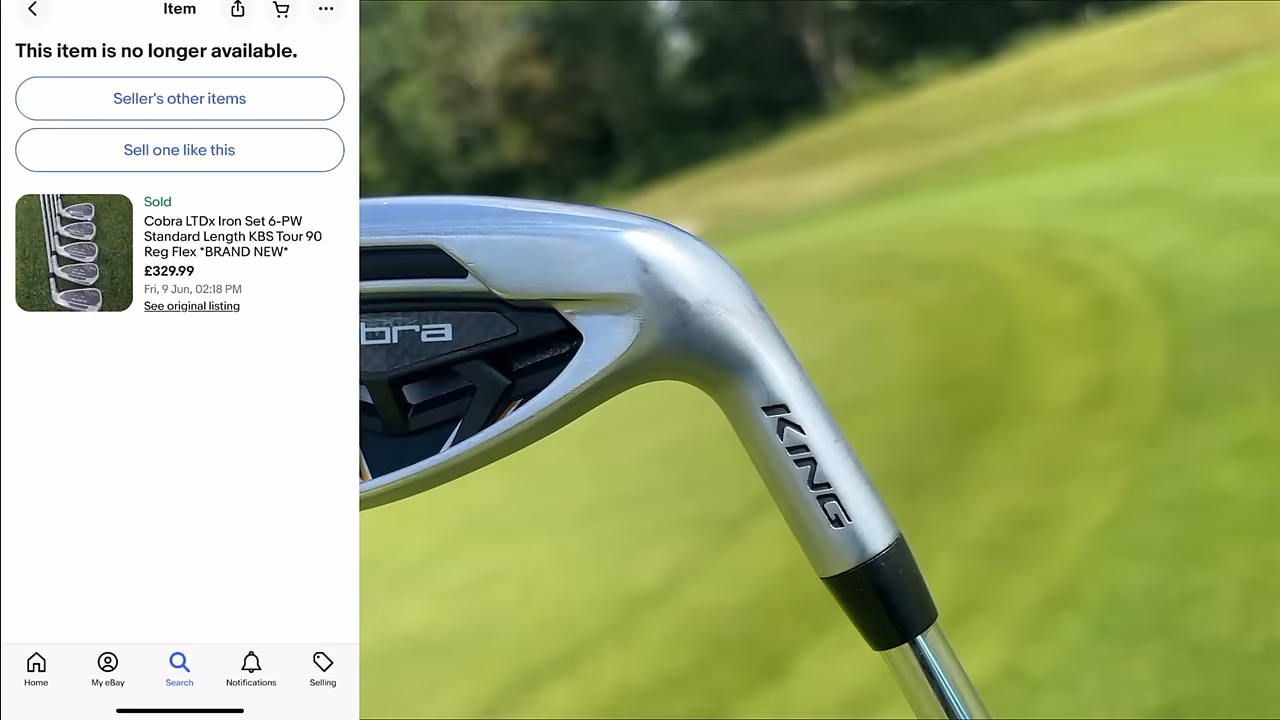 Item
This item is no longer available.
Seller's other items
Sell one like this
Sold
Cobra LTDx Iron Set 6-PW
Standard Length KBS Tour 90
Reg Flex *BRAND NEW*
£329.99
Fri, 9 Jun, 02:18 PM
See original listing
bra
KING
Home
My eBay
Search
Notifications
Selling